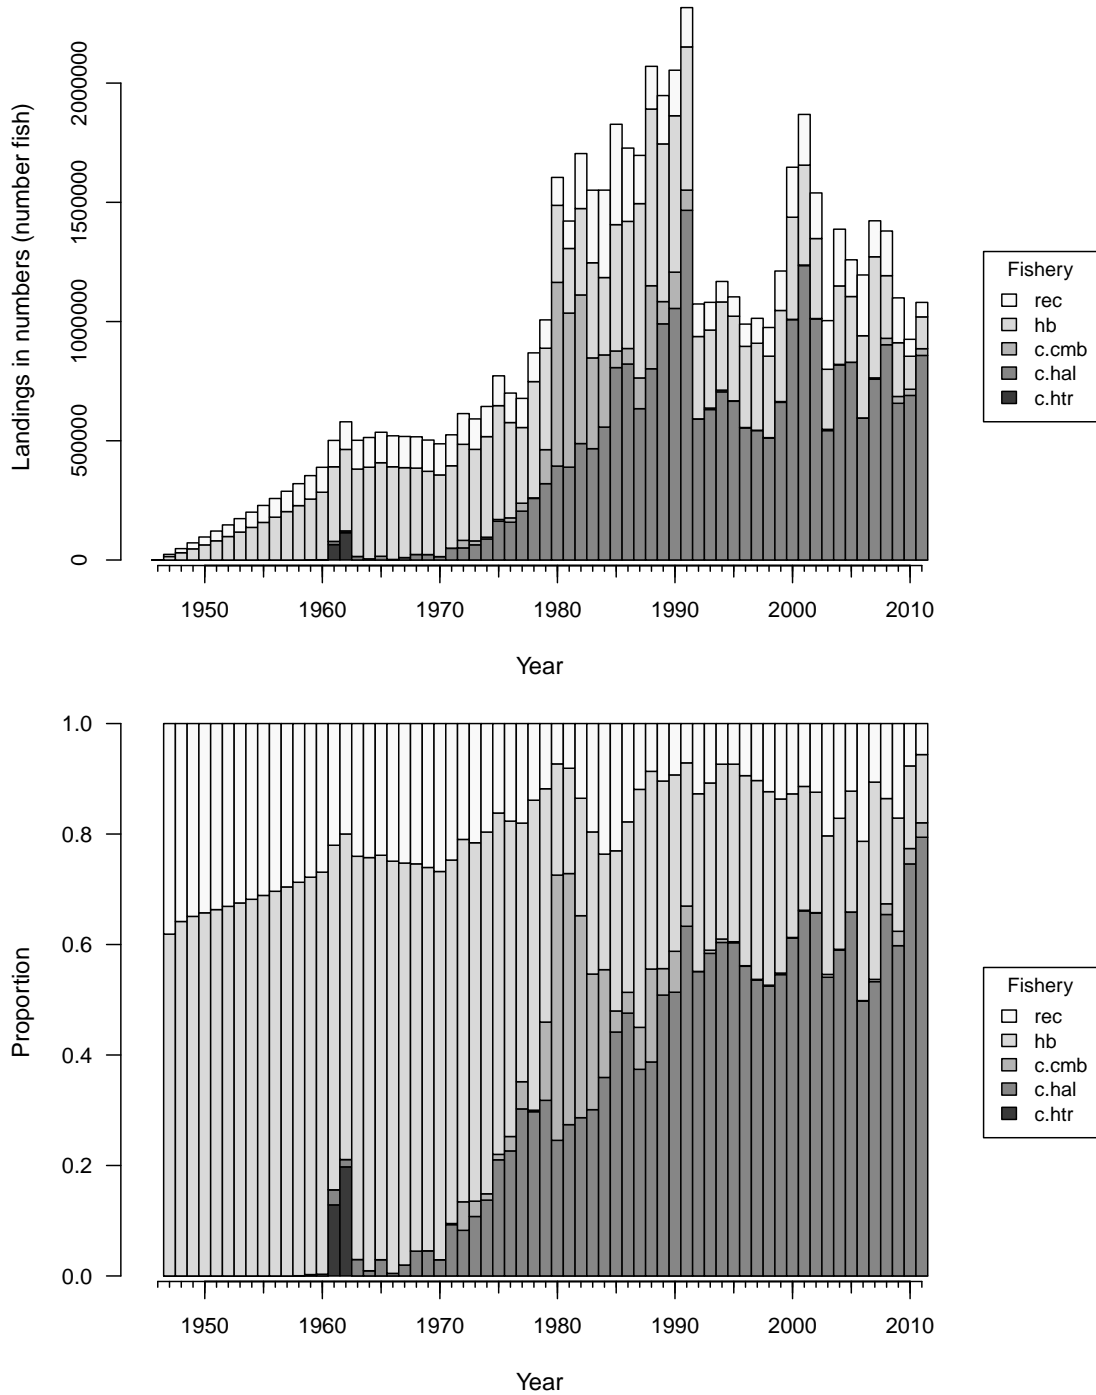 Landings in numbers (number fish)
2000000
1500000
1000000
500000
0
1950 1960 1970 1980 1990 2000 2010
Year
Fishery
rec
hb
c.cmb
c.hal
c.htr
Proportion
1.0
0.8
0.6
0.4
0.2
0.0
1950 1960 1970 1980 1990 2000 2010
Year
Fishery
rec
hb
c.cmb
c.hal
c.htr